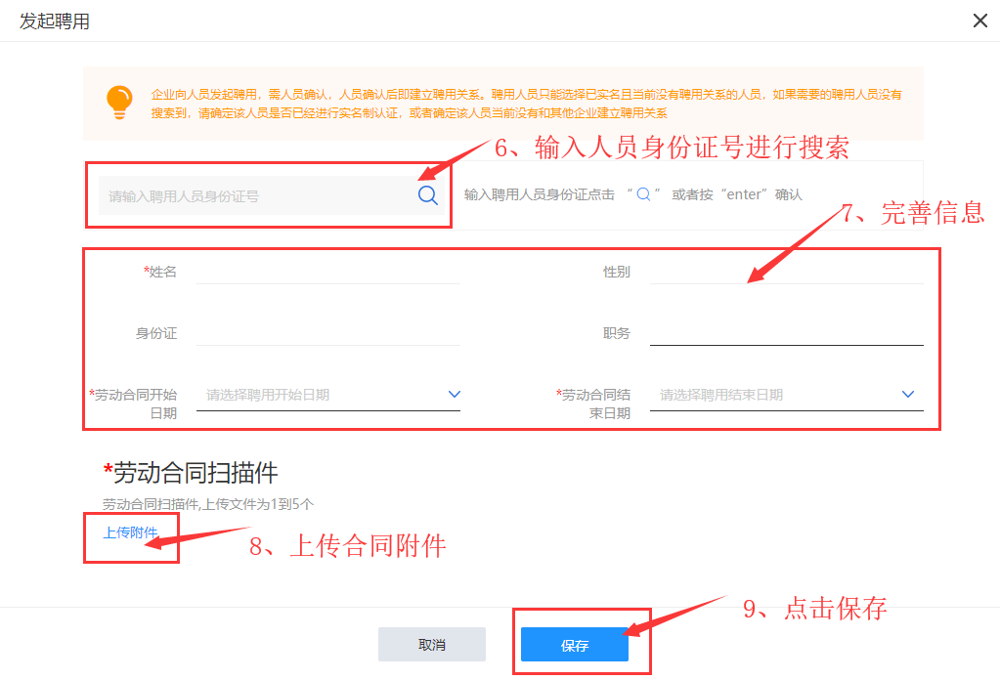 发起聘用
企业向人员发起聘用，需人员确认，人员确认后即建立聘用关系。聘用人员只能选择已实名且当前没有聘用关系的人员，如果需要的聘用人员没有
搜索到，请确定该人员是否已经进行实名制认证，或者确定该人员当前没有和其他企业建立聘用关系
6、输入人员身份证号进行搜索
请输入聘用人员身份证号
输入聘用人员身份证点击 “ ” 或者按“enter”确认
7、完善信息
*姓名
性别
身份证
职务
*劳动合同开始
日期
请选择聘用开始日期
*劳动合同结
束日期
请选择聘用结束日期
*劳动合同扫描件
劳动合同扫描件,上传文件为1到5个
上传附件
8、上传合同附件
9、点击保存
取消
保存